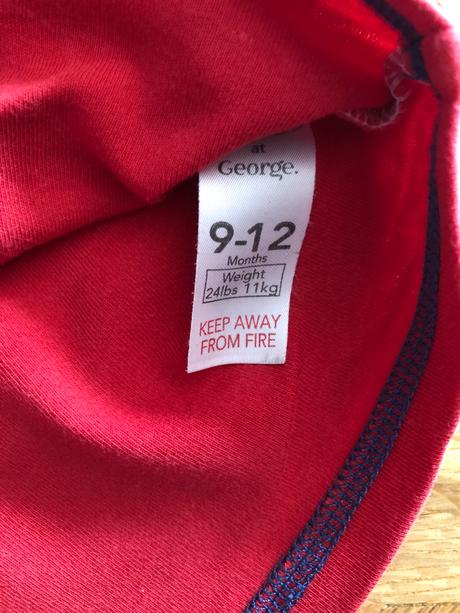 at
George.
9-12
Months
Weight
24lbs 11kg
KEEP AWAY
FROM FIRE